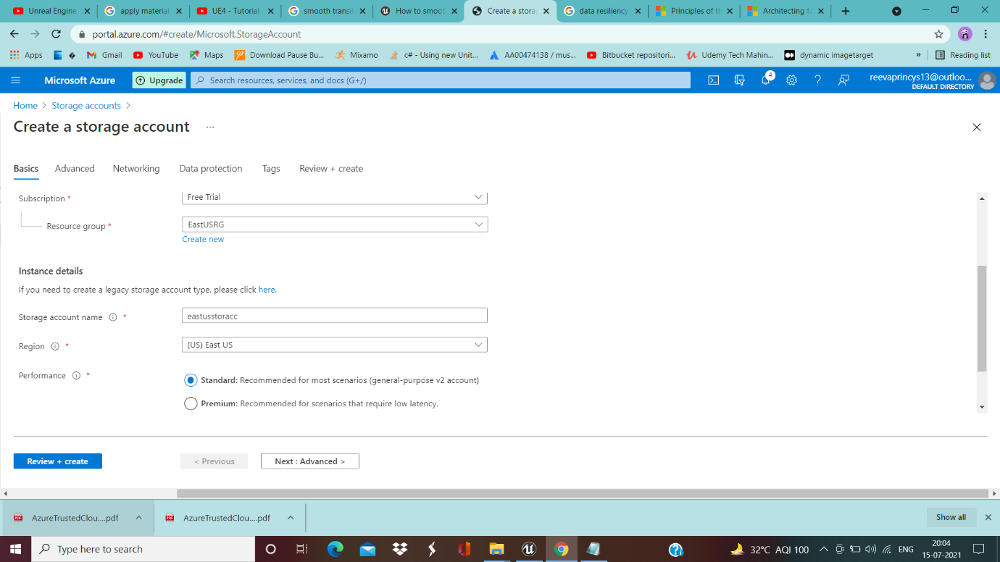 Unreal Engine
apply material
UE4 - Tutorial
smooth transit
How to smoot
Create a storag
data resiliency
Principles of th
Architecting fo
portal.azure.com/#create/Microsoft.StorageAccount
Apps
Gmail
YouTube
Maps
Download Pause Bu...
Mixamo
c# - Using new Unit...
AA00474138 / mus...
Bitbucket repositori...
Udemy Tech Mahin...
dynamic imagetarget
»
Reading list
Microsoft Azure
Upgrade
Search resources, services, and docs (G+/)
4
reevaprincys13@outloo...
DEFAULT DIRECTORY
Home > Storage accounts >
Create a storage account ...
Basics
Advanced
Networking
Data protection
Tags
Review + create
Subscription *
Free Trial
Resource group *
EastUSRG
Create new
Instance details
If you need to create a legacy storage account type, please click here.
Storage account name *
eastusstoracc
Region *
(US) East US
Performance *
Standard: Recommended for most scenarios (general-purpose v2 account)
Premium: Recommended for scenarios that require low latency.
Review + create
< Previous
Next : Advanced >
AzureTrustedClou....pdf
AzureTrustedClou....pdf
Show all
Type here to search
32°C AQI 100
ENG
20:04
15-07-2021